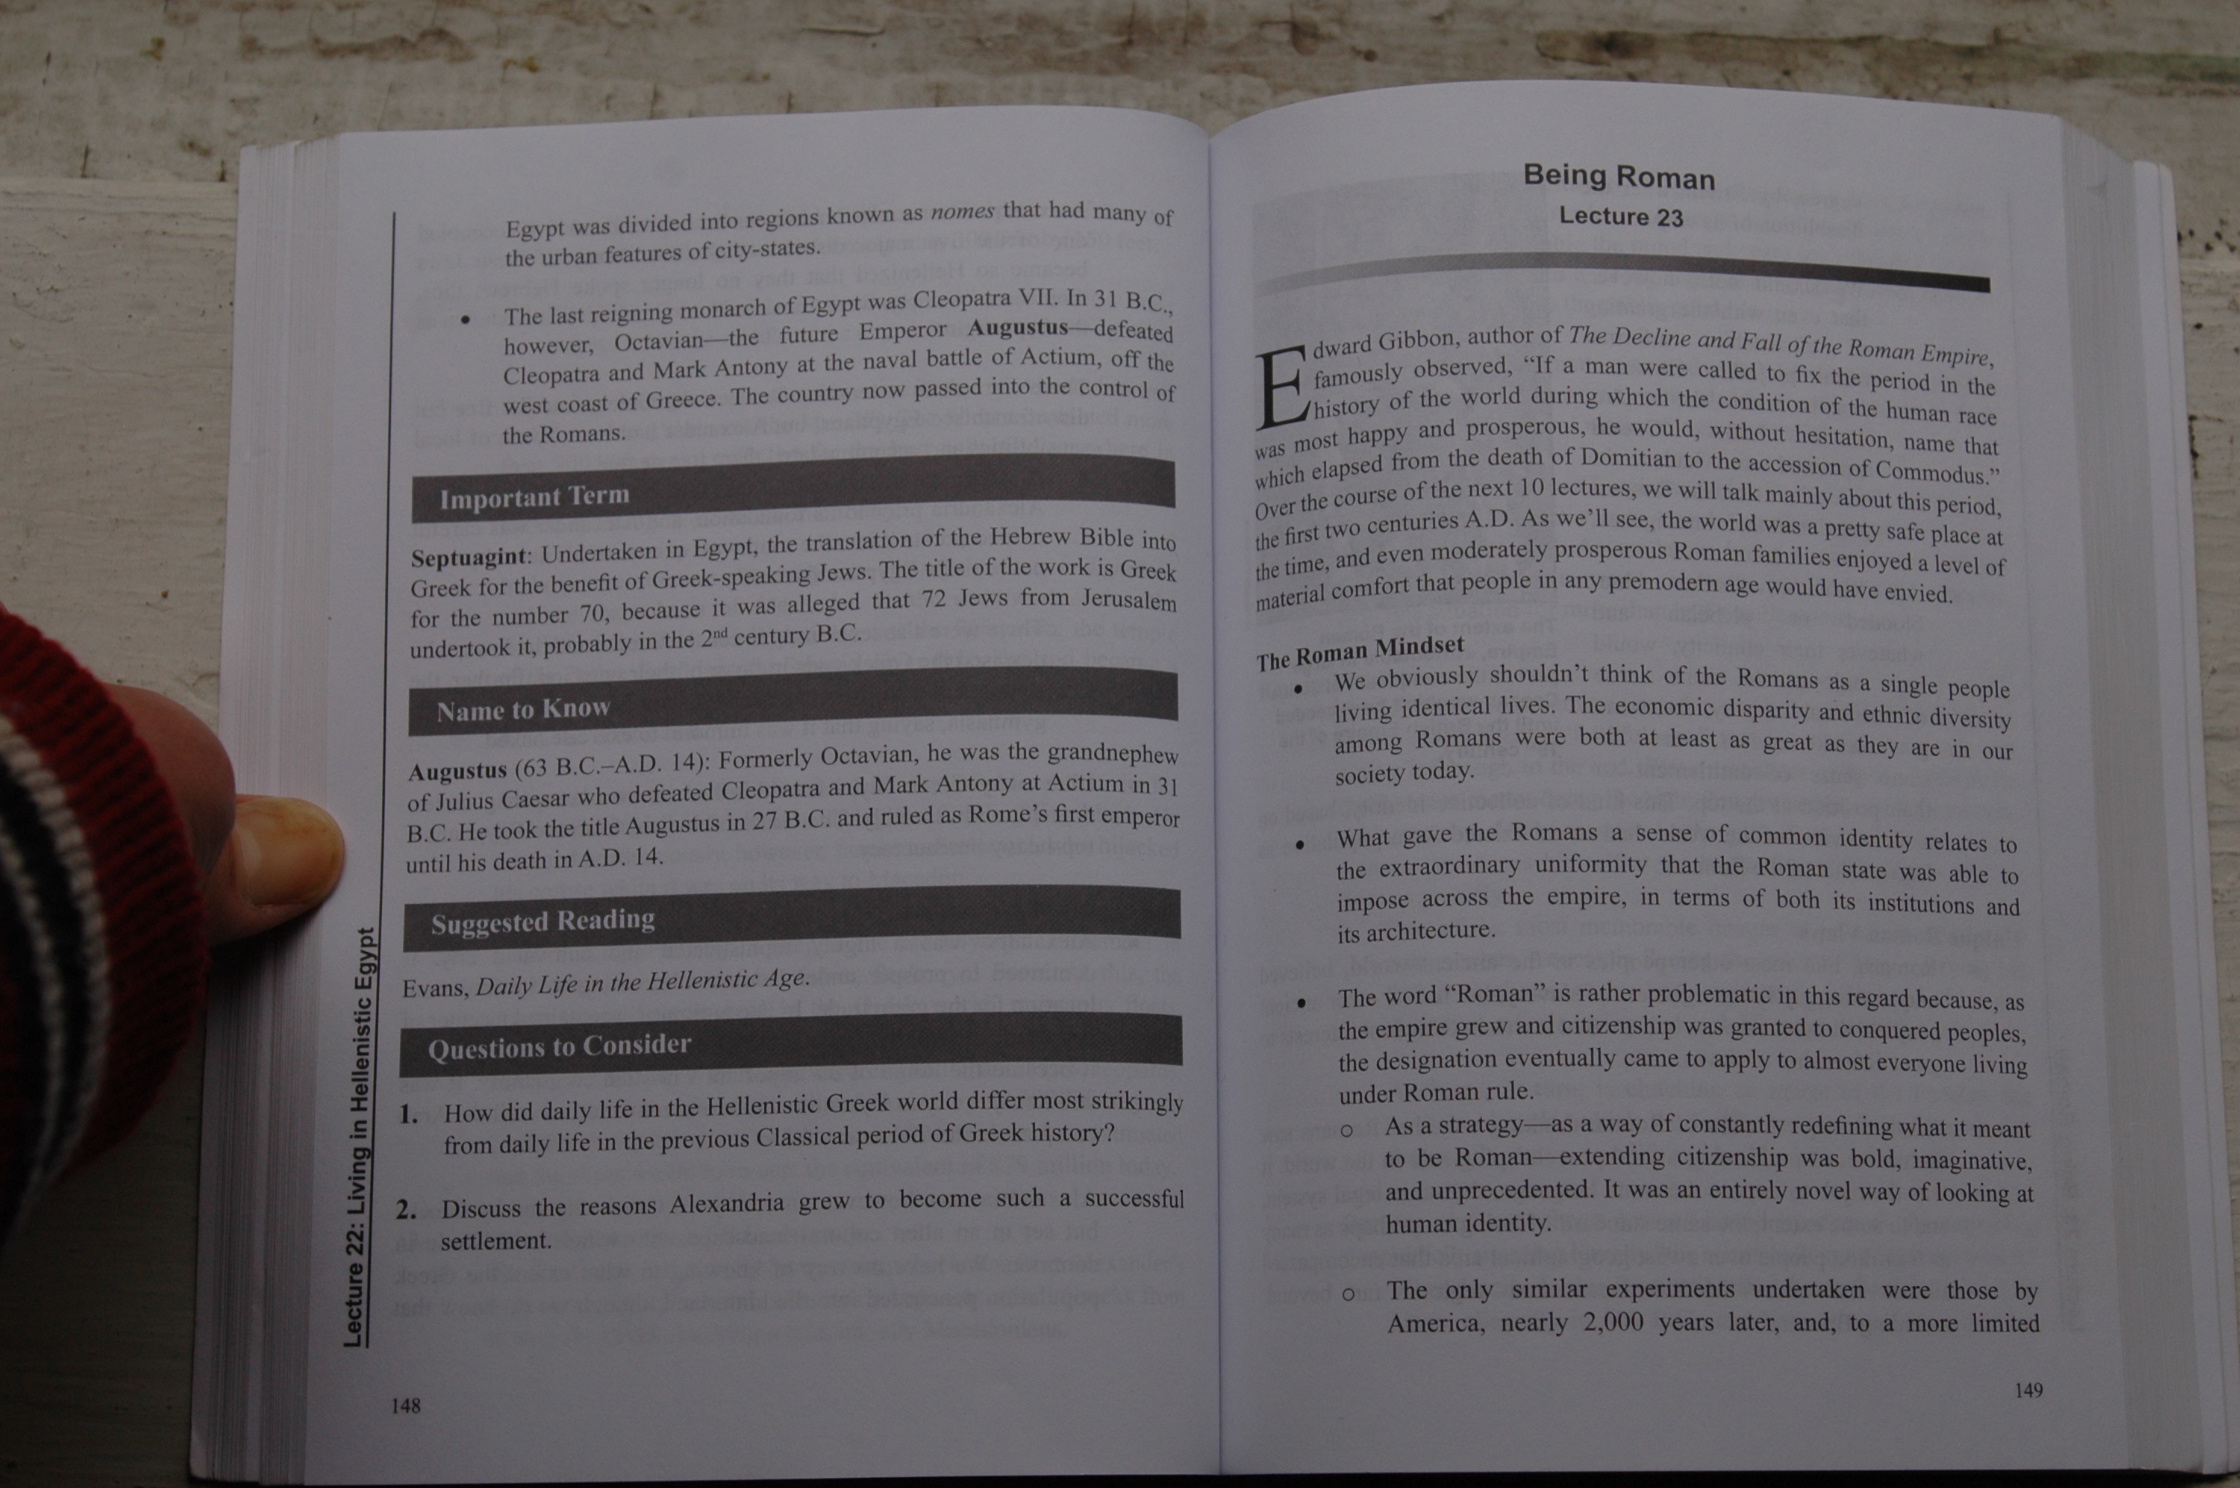 Egypt was divided into regions known as nomes that had many of
the urban features of city-states.
• The last reigning monarch of Egypt was Cleopatra VII. In 31 B.C.,
however, Octavian—the future Emperor Augustus—defeated
Cleopatra and Mark Antony at the naval battle of Actium, off the
west coast of Greece. The country now passed into the control of
the Romans.
Important Term
Septuagint: Undertaken in Egypt, the translation of the Hebrew Bible into
Greek for the benefit of Greek-speaking Jews. The title of the work is Greek
for the number 70, because it was alleged that 72 Jews from Jerusalem
undertook it, probably in the 2nd century B.C.
Name to Know
Augustus (63 B.C.–A.D. 14): Formerly Octavian, he was the grandnephew
of Julius Caesar who defeated Cleopatra and Mark Antony at Actium in 31
B.C. He took the title Augustus in 27 B.C. and ruled as Rome's first emperor
until his death in A.D. 14.
Suggested Reading
Evans, Daily Life in the Hellenistic Age.
Questions to Consider
1. How did daily life in the Hellenistic Greek world differ most strikingly
from daily life in the previous Classical period of Greek history?
2. Discuss the reasons Alexandria grew to become such a successful
settlement.
Lecture 22: Living in Hellenistic Egypt
148
Being Roman
Lecture 23
Edward Gibbon, author of The Decline and Fall of the Roman Empire,
famously observed, "If a man were called to fix the period in the
history of the world during which the condition of the human race
was most happy and prosperous, he would, without hesitation, name that
which elapsed from the death of Domitian to the accession of Commodus."
Over the course of the next 10 lectures, we will talk mainly about this period,
the first two centuries A.D. As we'll see, the world was a pretty safe place at
the time, and even moderately prosperous Roman families enjoyed a level of
material comfort that people in any premodern age would have envied.
The Roman Mindset
• We obviously shouldn't think of the Romans as a single people
living identical lives. The economic disparity and ethnic diversity
among Romans were both at least as great as they are in our
society today.
• What gave the Romans a sense of common identity relates to
the extraordinary uniformity that the Roman state was able to
impose across the empire, in terms of both its institutions and
its architecture.
• The word "Roman" is rather problematic in this regard because, as
the empire grew and citizenship was granted to conquered peoples,
the designation eventually came to apply to almost everyone living
under Roman rule.
o As a strategy—as a way of constantly redefining what it meant
to be Roman—extending citizenship was bold, imaginative,
and unprecedented. It was an entirely novel way of looking at
human identity.
o The only similar experiments undertaken were those by
America, nearly 2,000 years later, and, to a more limited
149